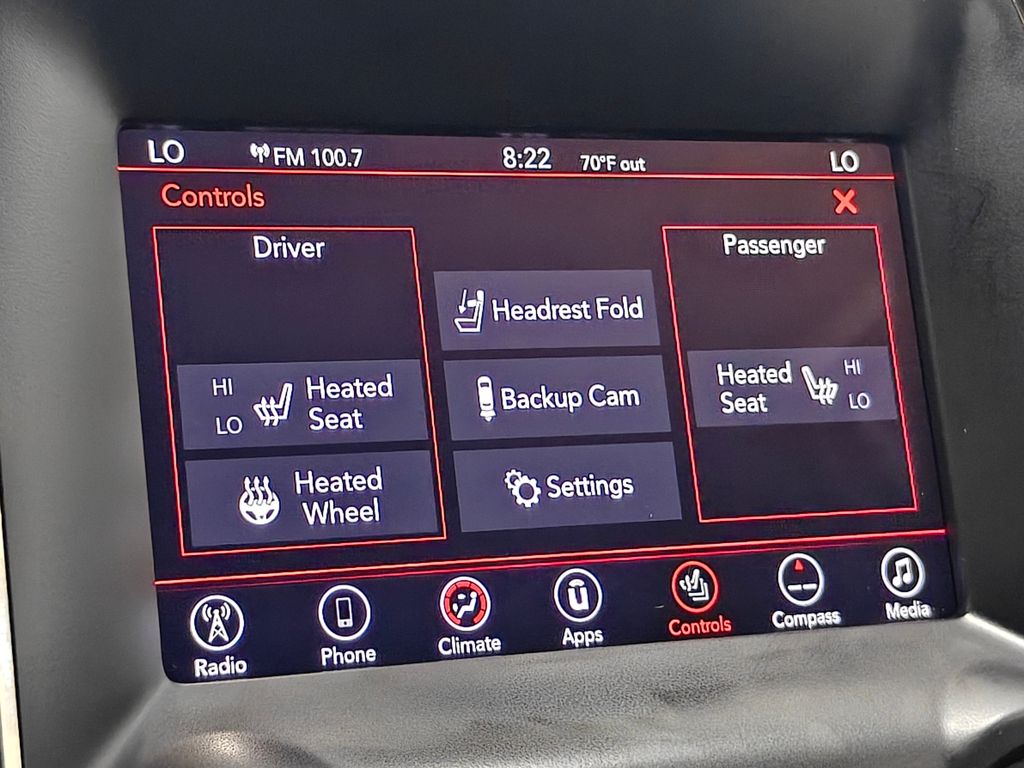 LO FM 100.7 8:22 70°F out LO
Controls
Driver
Passenger
Headrest Fold
HI
LO
Heated
Seat
Backup Cam
Heated
Seat
HI
LO
Heated
Wheel
Settings
Radio Phone Climate Apps Controls Compass Media